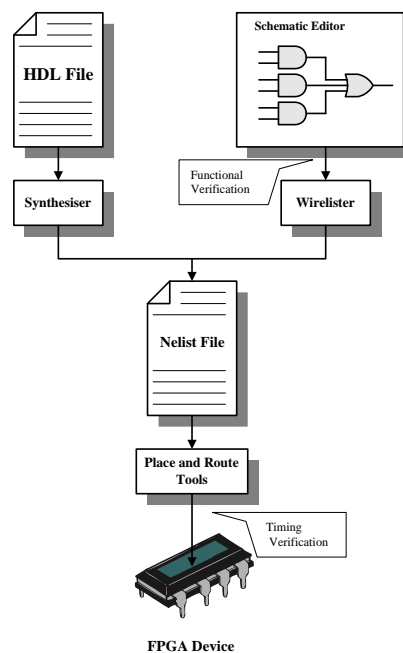 Schematic Editor
HDL File
Functional
Verification
Synthesiser
Wirelister
Nelist File
Place and Route
Tools
Timing
Verification
FPGA Device